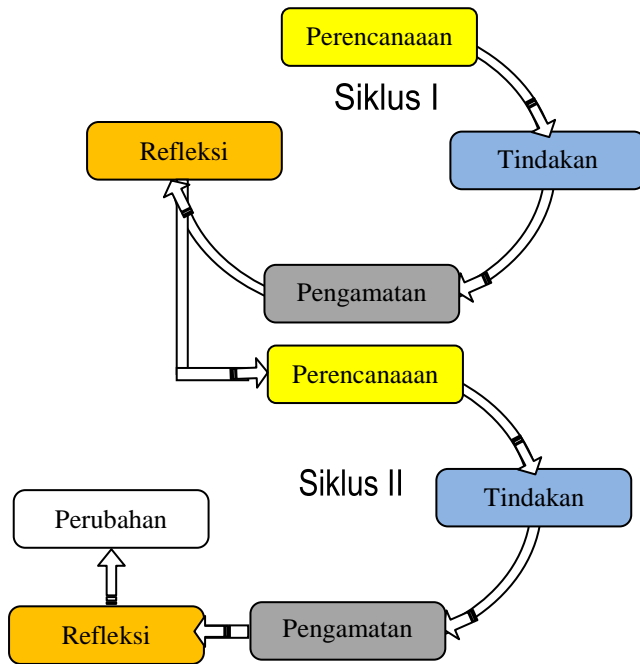 Perencanaaan
Siklus I
Refleksi
Tindakan
Pengamatan
Perencanaaan
Siklus II
Tindakan
Perubahan
Pengamatan
Refleksi